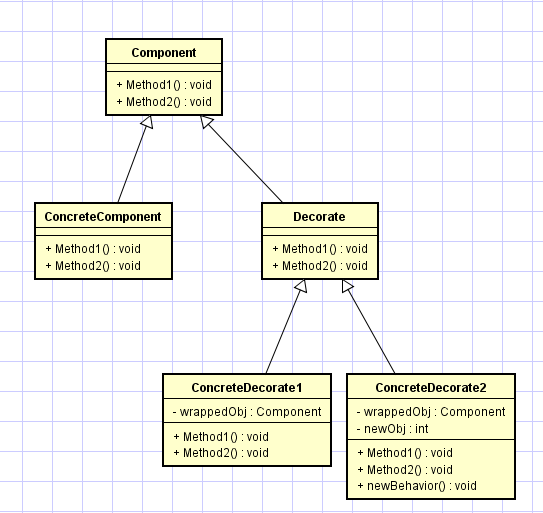 Component
+ Method1() : void
+ Method2() : void
ConcreteComponent
+ Method1() : void
+ Method2() : void
Decorate
+ Method1() : void
+ Method2() : void
ConcreteDecorate1
- wrappedObj : Component
+ Method1() : void
+ Method2() : void
ConcreteDecorate2
- wrappedObj : Component
- newObj : int
+ Method1() : void
+ Method2() : void
+ newBehavior() : void